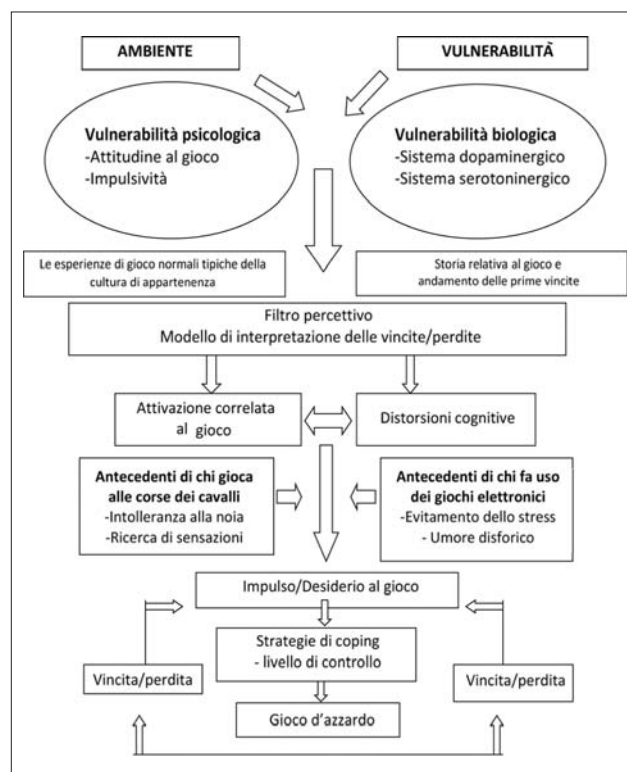 AMBIENTE
VULNERABILITÀ
Vulnerabilità psicologica
-Attitudine al gioco
-Impulsività
Vulnerabilità biologica
-Sistema dopaminergico
-Sistema serotoninergico
Le esperienze di gioco normali tipiche della
cultura di appartenenza
Storia relativa al gioco e
andamento delle prime vincite
Filtro percettivo
Modello di interpretazione delle vincite/perdite
Attivazione correlata
al gioco
Distorsioni cognitive
Antecedenti di chi gioca
alle corse dei cavalli
-Intolleranza alla noia
-Ricerca di sensazioni
Antecedenti di chi fa uso
dei giochi elettronici
-Evitamento dello stress
- Umore disforico
Impulso/Desiderio al gioco
Strategie di coping
- livello di controllo
Vincita/perdita
Vincita/perdita
Gioco d'azzardo